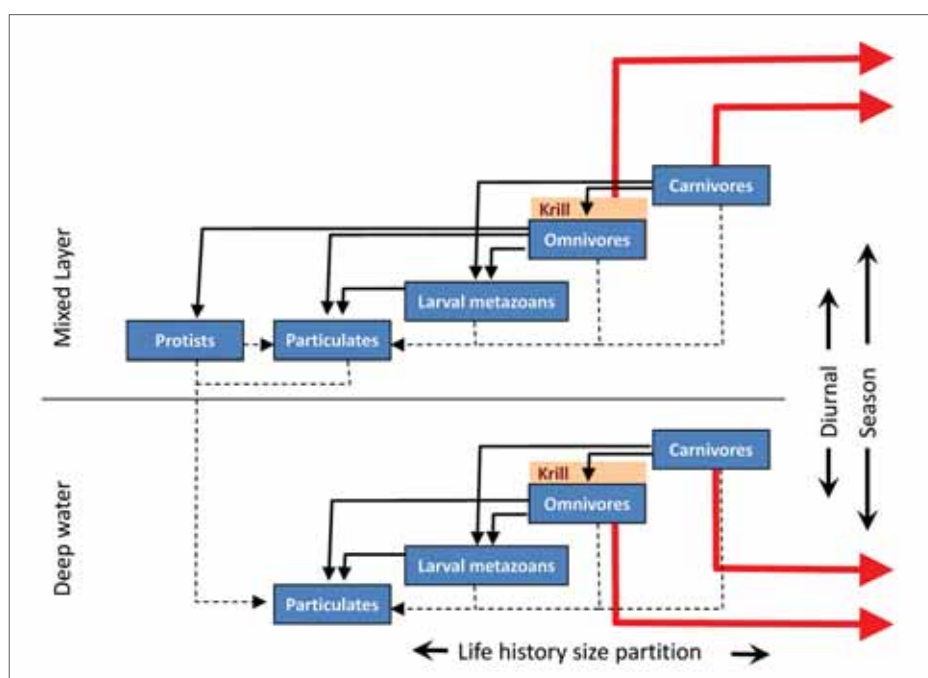 Mixed Layer
Carnivores
Krill
Omnivores
Larval metazoans
Protists
Particulates
Diurnal
Season
Deep water
Carnivores
Krill
Omnivores
Larval metazoans
Particulates
Life history size partition